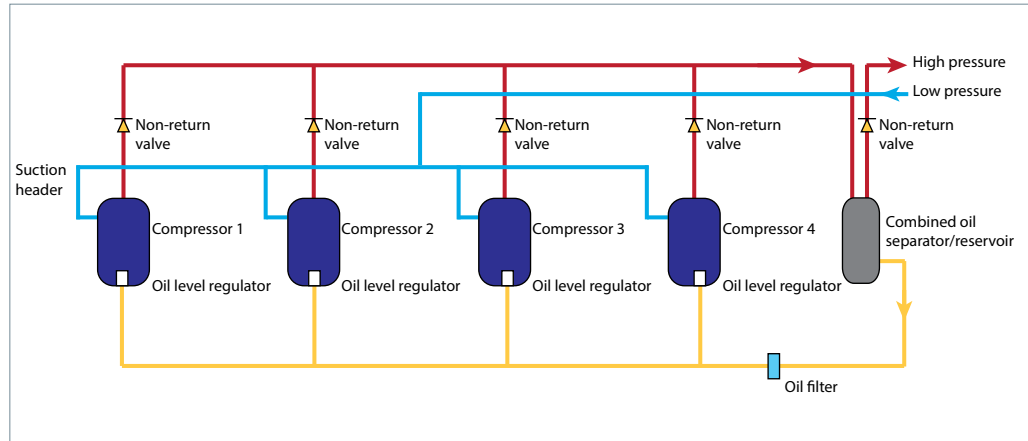 High pressure
Low pressure
Non-return
valve
Non-return
valve
Non-return
valve
Non-return
valve
Non-return
valve
Suction
header
Compressor 1
Compressor 2
Compressor 3
Compressor 4
Combined oil
separator/reservoir
Oil level regulator
Oil level regulator
Oil level regulator
Oil level regulator
Oil filter